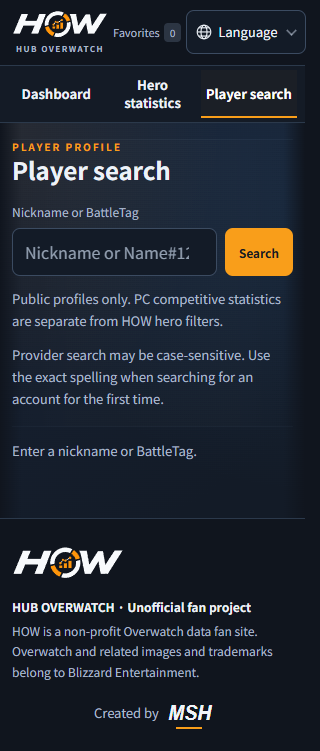 HOW
HUB OVERWATCH
Favorites 0
Language
Dashboard
Hero
statistics
Player search
PLAYER PROFILE
Player search
Nickname or BattleTag
Nickname or Name#12
Search
Public profiles only. PC competitive statistics
are separate from HOW hero filters.
Provider search may be case-sensitive. Use
the exact spelling when searching for an
account for the first time.
Enter a nickname or BattleTag.
HOW
HUB OVERWATCH · Unofficial fan project
HOW is a non-profit Overwatch data fan site.
Overwatch and related images and trademarks
belong to Blizzard Entertainment.
Created by MSH